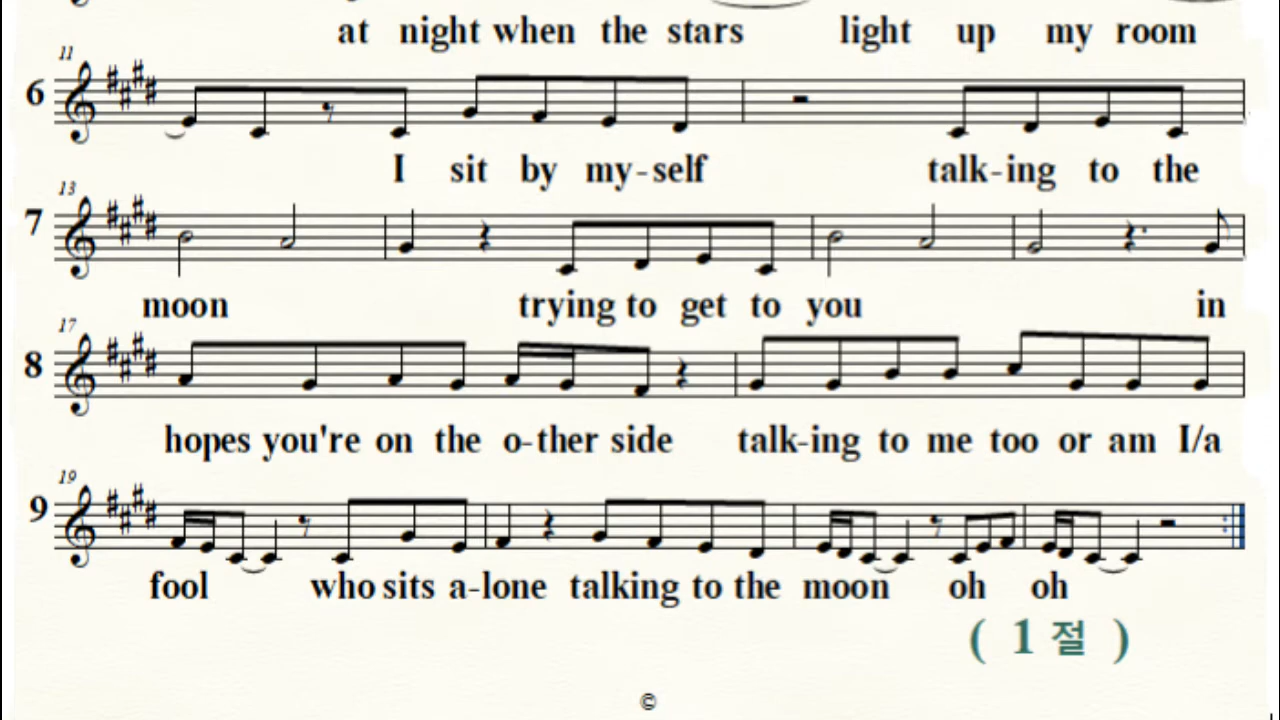 at night when the stars light up my room
11
6
I sit by my-self talk-ing to the
13
7
moon trying to get to you in
17
8
hopes you're on the o-ther side talk-ing to me too or am I/a
19
9
fool who sits a-lone talking to the moon oh oh
( 1 절 )
©